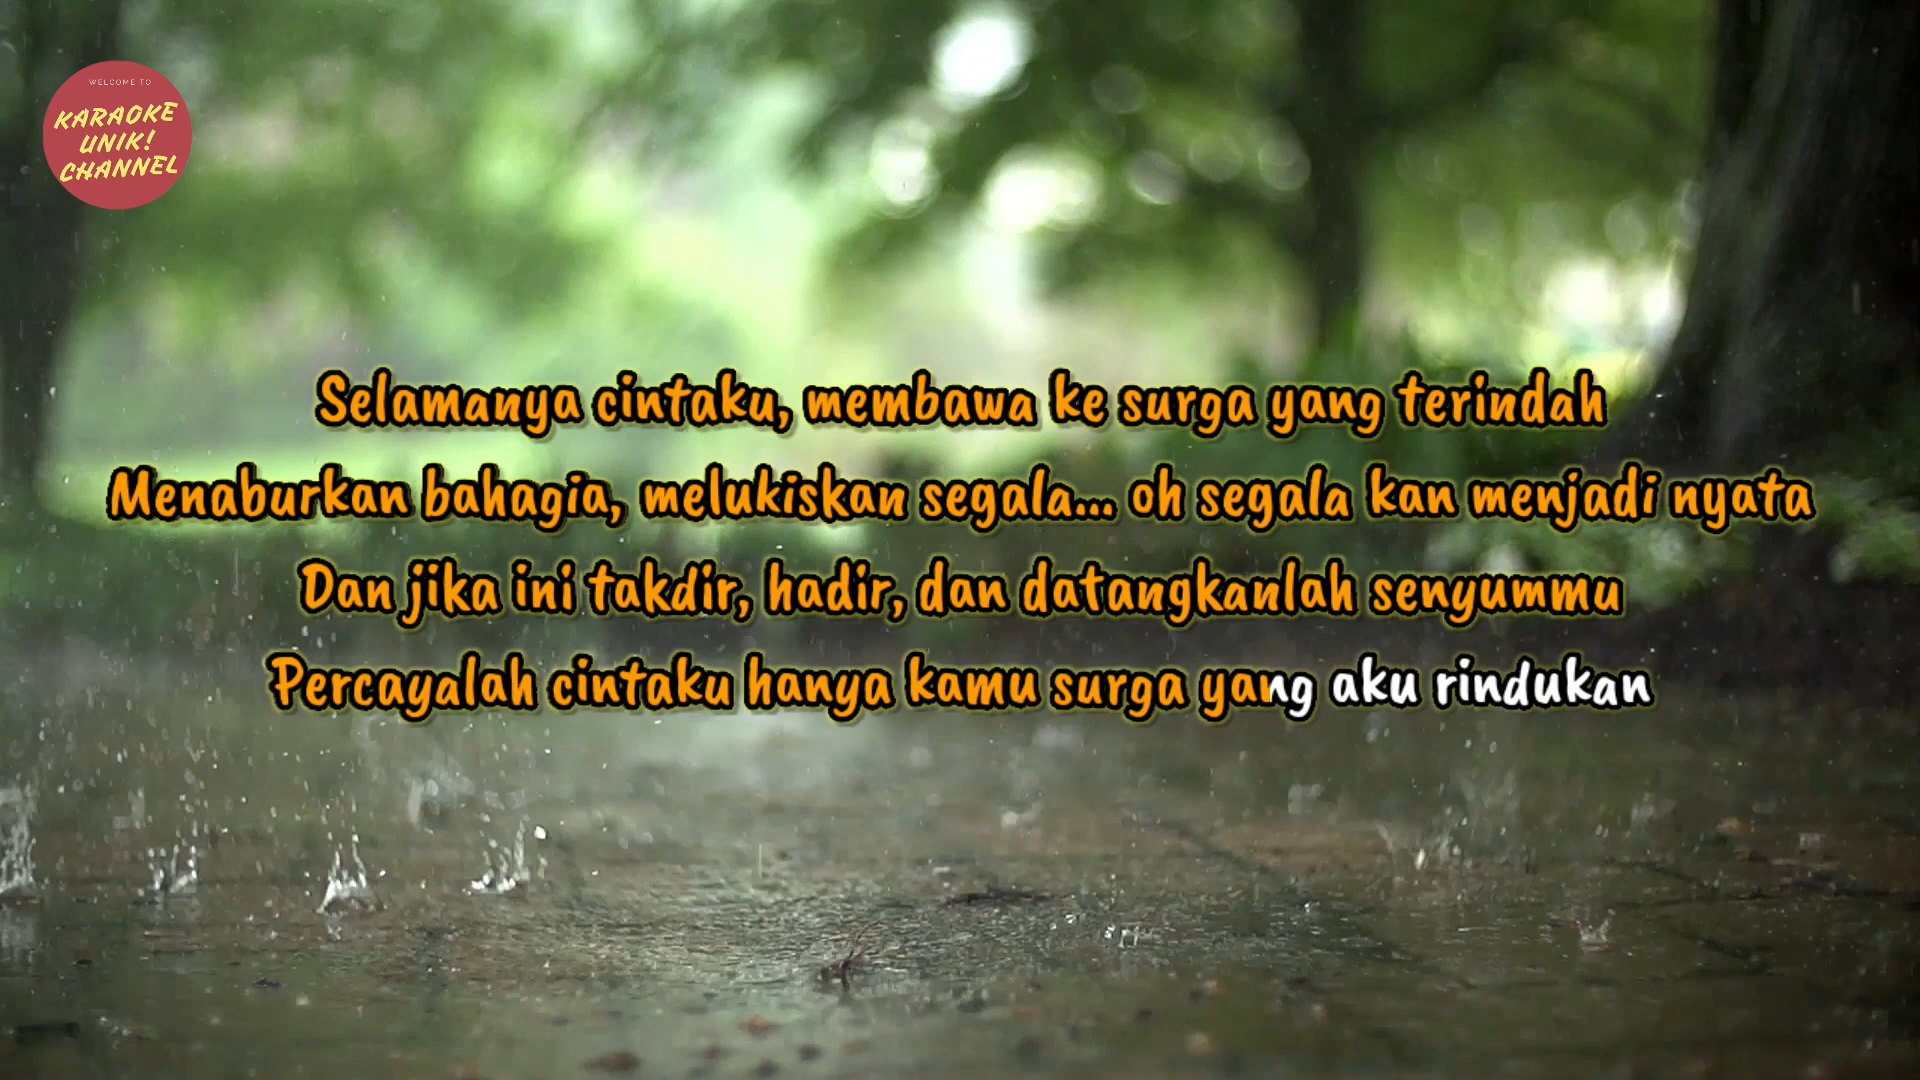 WELCOME TO
KARAOKE
UNIK!
CHANNEL
Selamanya cintaku, membawa ke surga yang terindah
Menaburkan bahagia, melukiskan segala... oh segala kan menjadi nyata
Dan jika ini takdir, hadir, dan datangkanlah senyummu
Percayalah cintaku hanya kamu surga yang aku rindukan